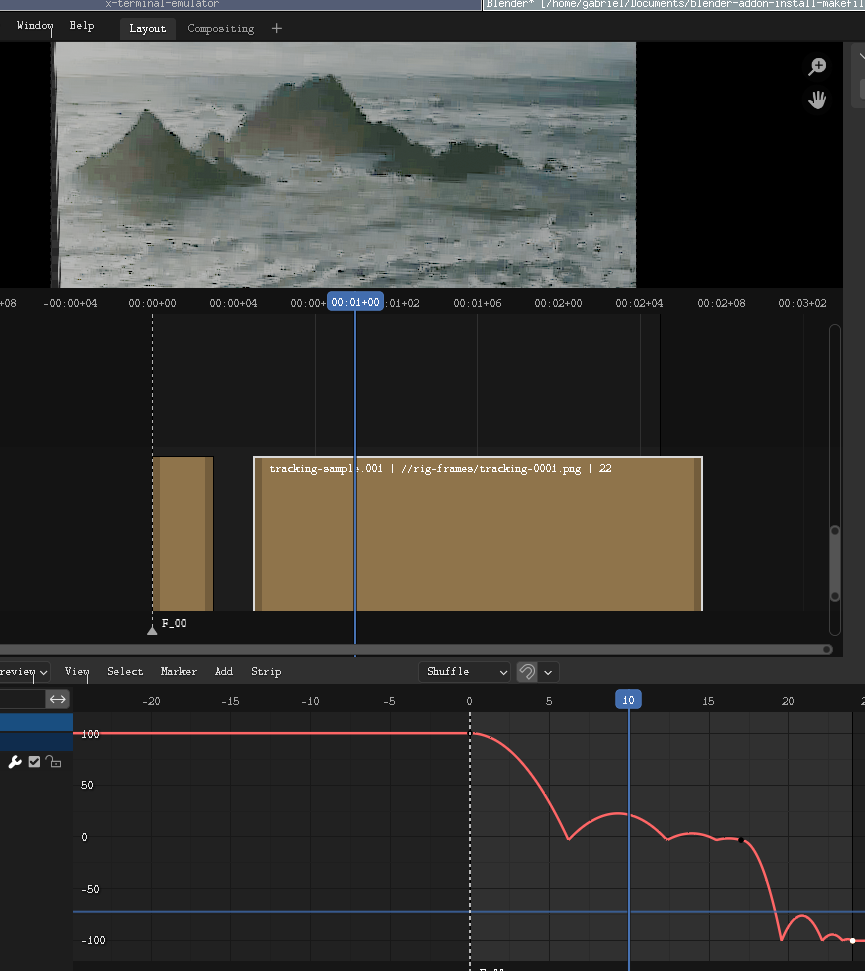 x-terminal-emulator
Blender* [/home/gabriel/Documents/blender-addon-install-makefil
Window Help Layout Compositing +
+08 -00:00+04 00:00+00 00:00+04 00:00+ 00:01+00 :01+02 00:01+06 00:02+00 00:02+04 00:02+08 00:03+02
tracking-sample.001 | //rig-frames/tracking-0001.png | 22
F_00
review View Select Marker Add Strip Shuffle
-20 -15 -10 -5 0 5 10 15 20 2
100
50
0
-50
-100